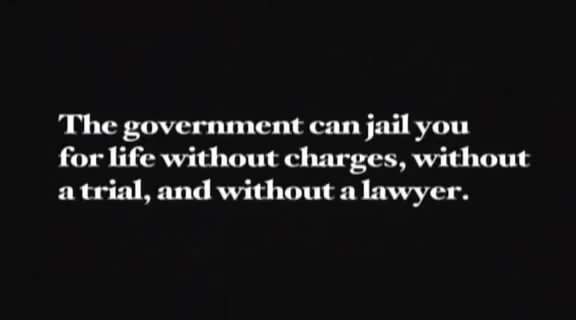 The government can jail you
for life without charges, without
a trial, and without a lawyer.